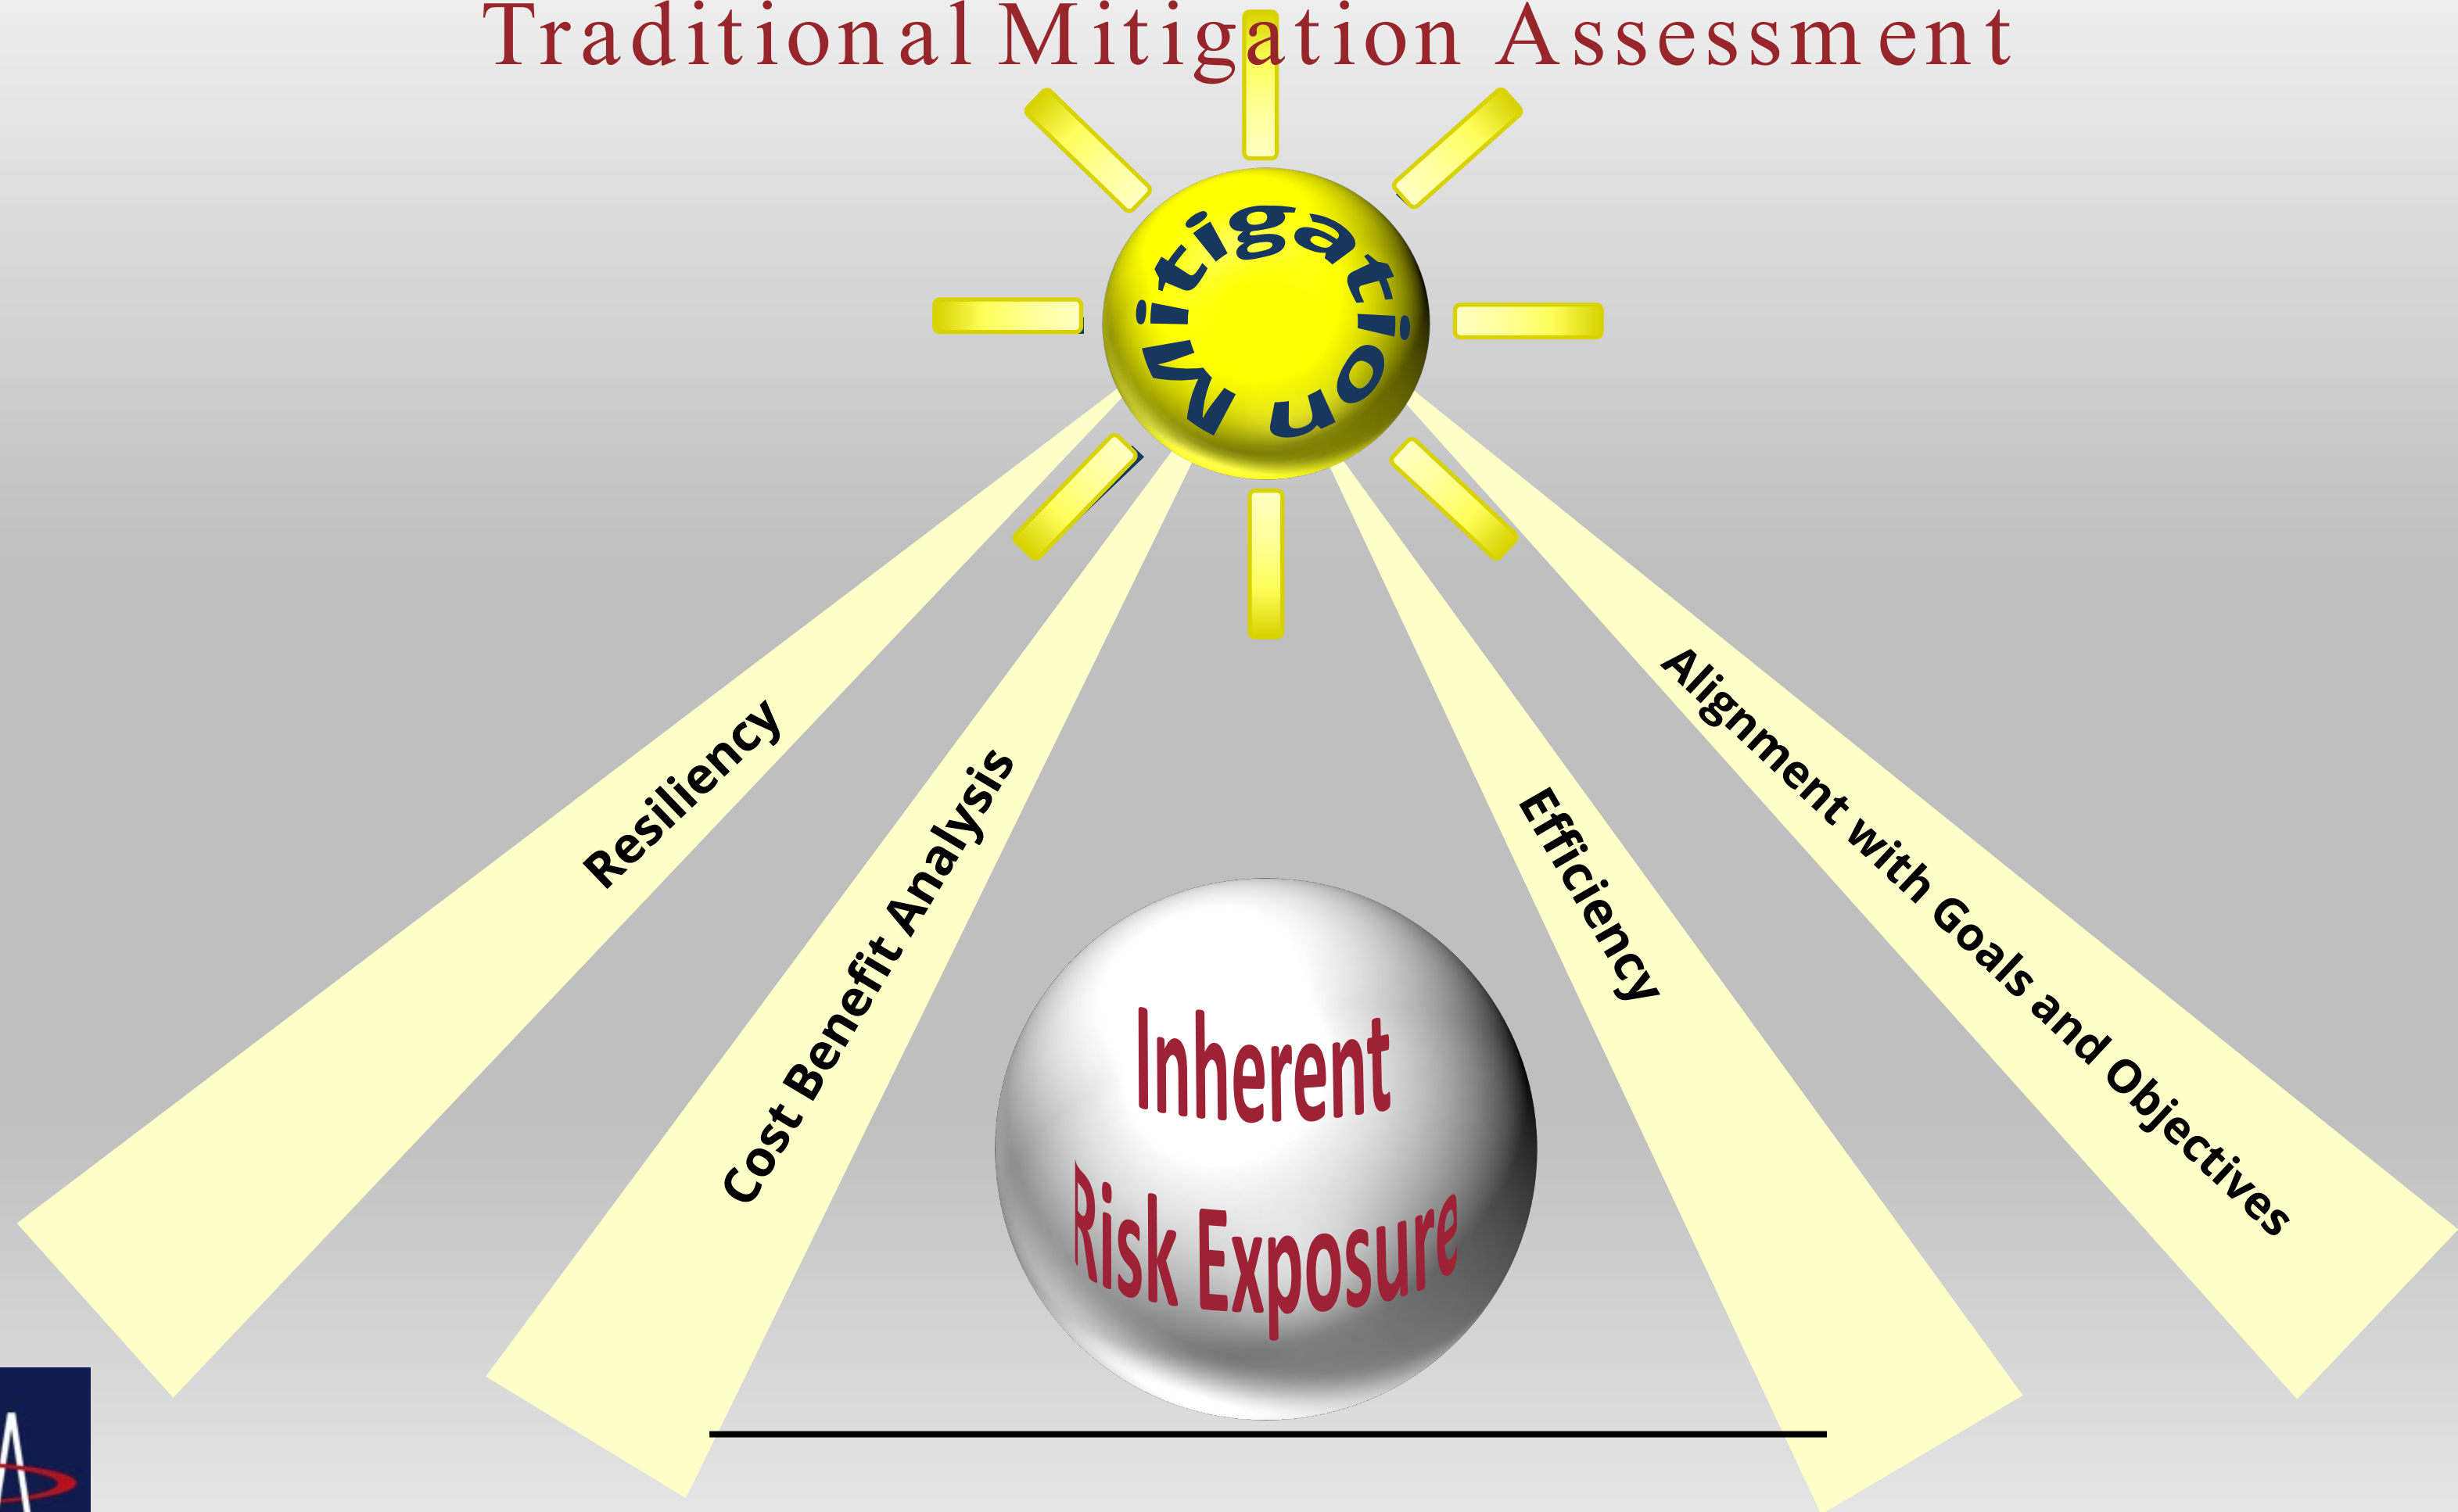 Traditional Mitigation Assessment
Mitigation
Resiliency
Cost Benefit Analysis
Efficiency
Alignment with Goals and Objectives
Inherent
Risk Exposure